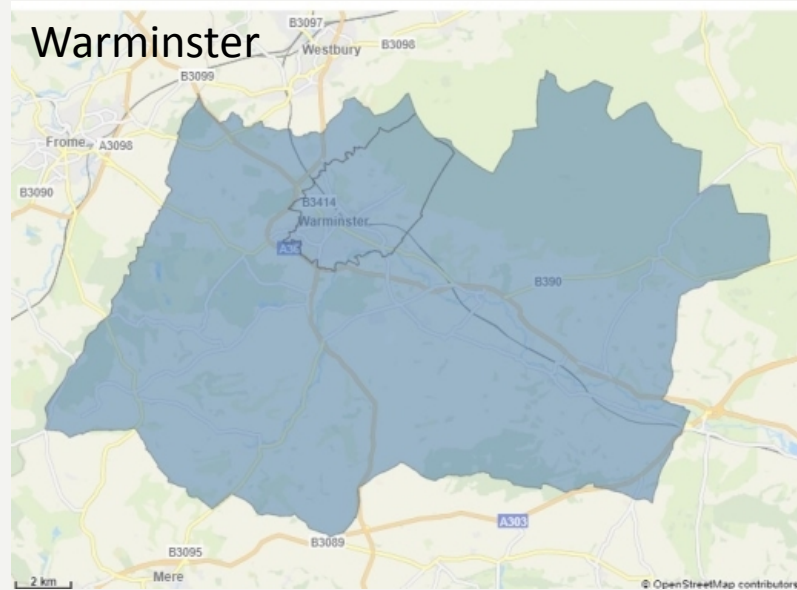 Warminster
B3097
Westbury
B3098
B3099
Frome
A3098
B3090
B3414
Warminster
A36
B390
A303
B3089
B3095
Mere
2 km
© OpenStreetMap contributors